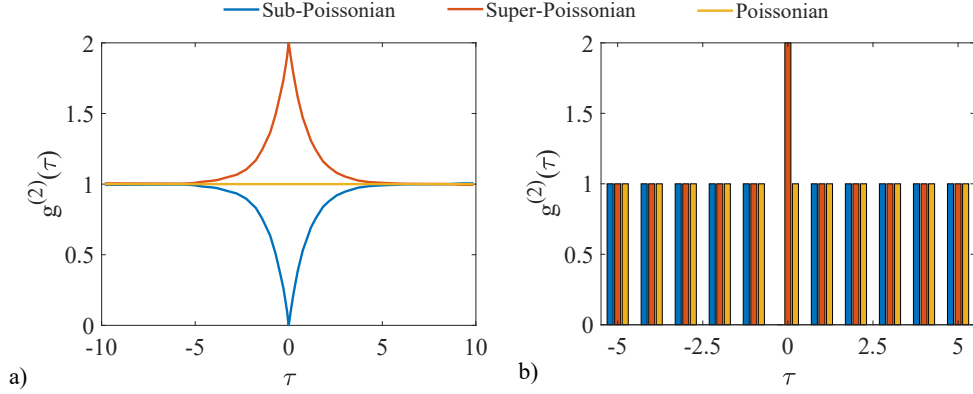 Sub-Poissonian Super-Poissonian Poissonian
2
1.5
1
0.5
0
g(2)(τ)
-10 -5 0 5 10
τ
a)
2
1.5
1
0.5
0
g(2)(τ)
-5 -2.5 0 2.5 5
τ
b)